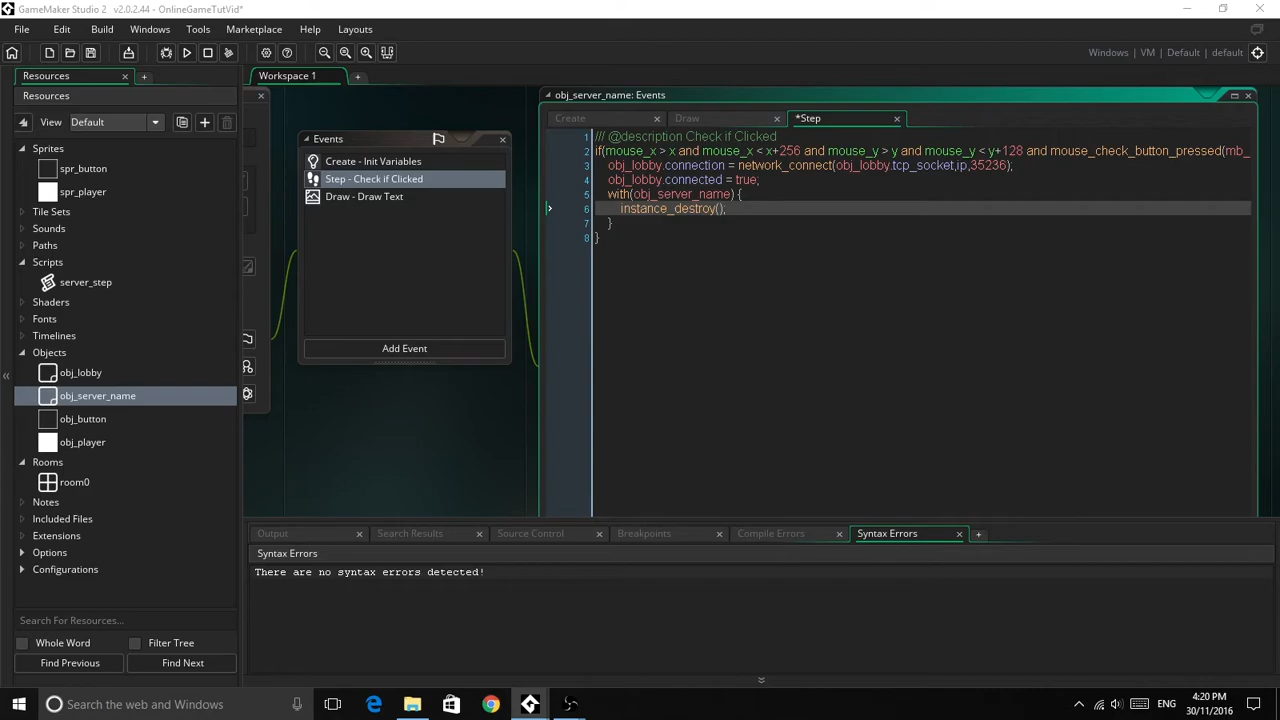 GameMaker Studio 2 v2.0.2.44 - OnlineGameTutVid*
File Edit Build Windows Tools Marketplace Help Layouts
Windows | VM | Default | default
Resources
Workspace 1
Resources
View Default
Sprites
spr_button
spr_player
Tile Sets
Sounds
Paths
Scripts
server_step
Shaders
Fonts
Timelines
Objects
obj_lobby
obj_server_name
obj_button
obj_player
Rooms
room0
Notes
Included Files
Extensions
Options
Configurations
Search For Resources...
Whole Word Filter Tree
Find Previous Find Next
Events
Create - Init Variables
Step - Check if Clicked
Draw - Draw Text
Add Event
obj_server_name: Events
Create Draw *Step
1 /// @description Check if Clicked
2 if(mouse_x > x and mouse_x < x+256 and mouse_y > y and mouse_y < y+128 and mouse_check_button_pressed(mb_
3 obj_lobby.connection = network_connect(obj_lobby.tcp_socket,ip,35236);
4 obj_lobby.connected = true;
5 with(obj_server_name) {
6 instance_destroy();
7 }
8 }
Output Search Results Source Control Breakpoints Compile Errors Syntax Errors
Syntax Errors
There are no syntax errors detected!
Search the web and Windows
ENG
4:20 PM
30/11/2016